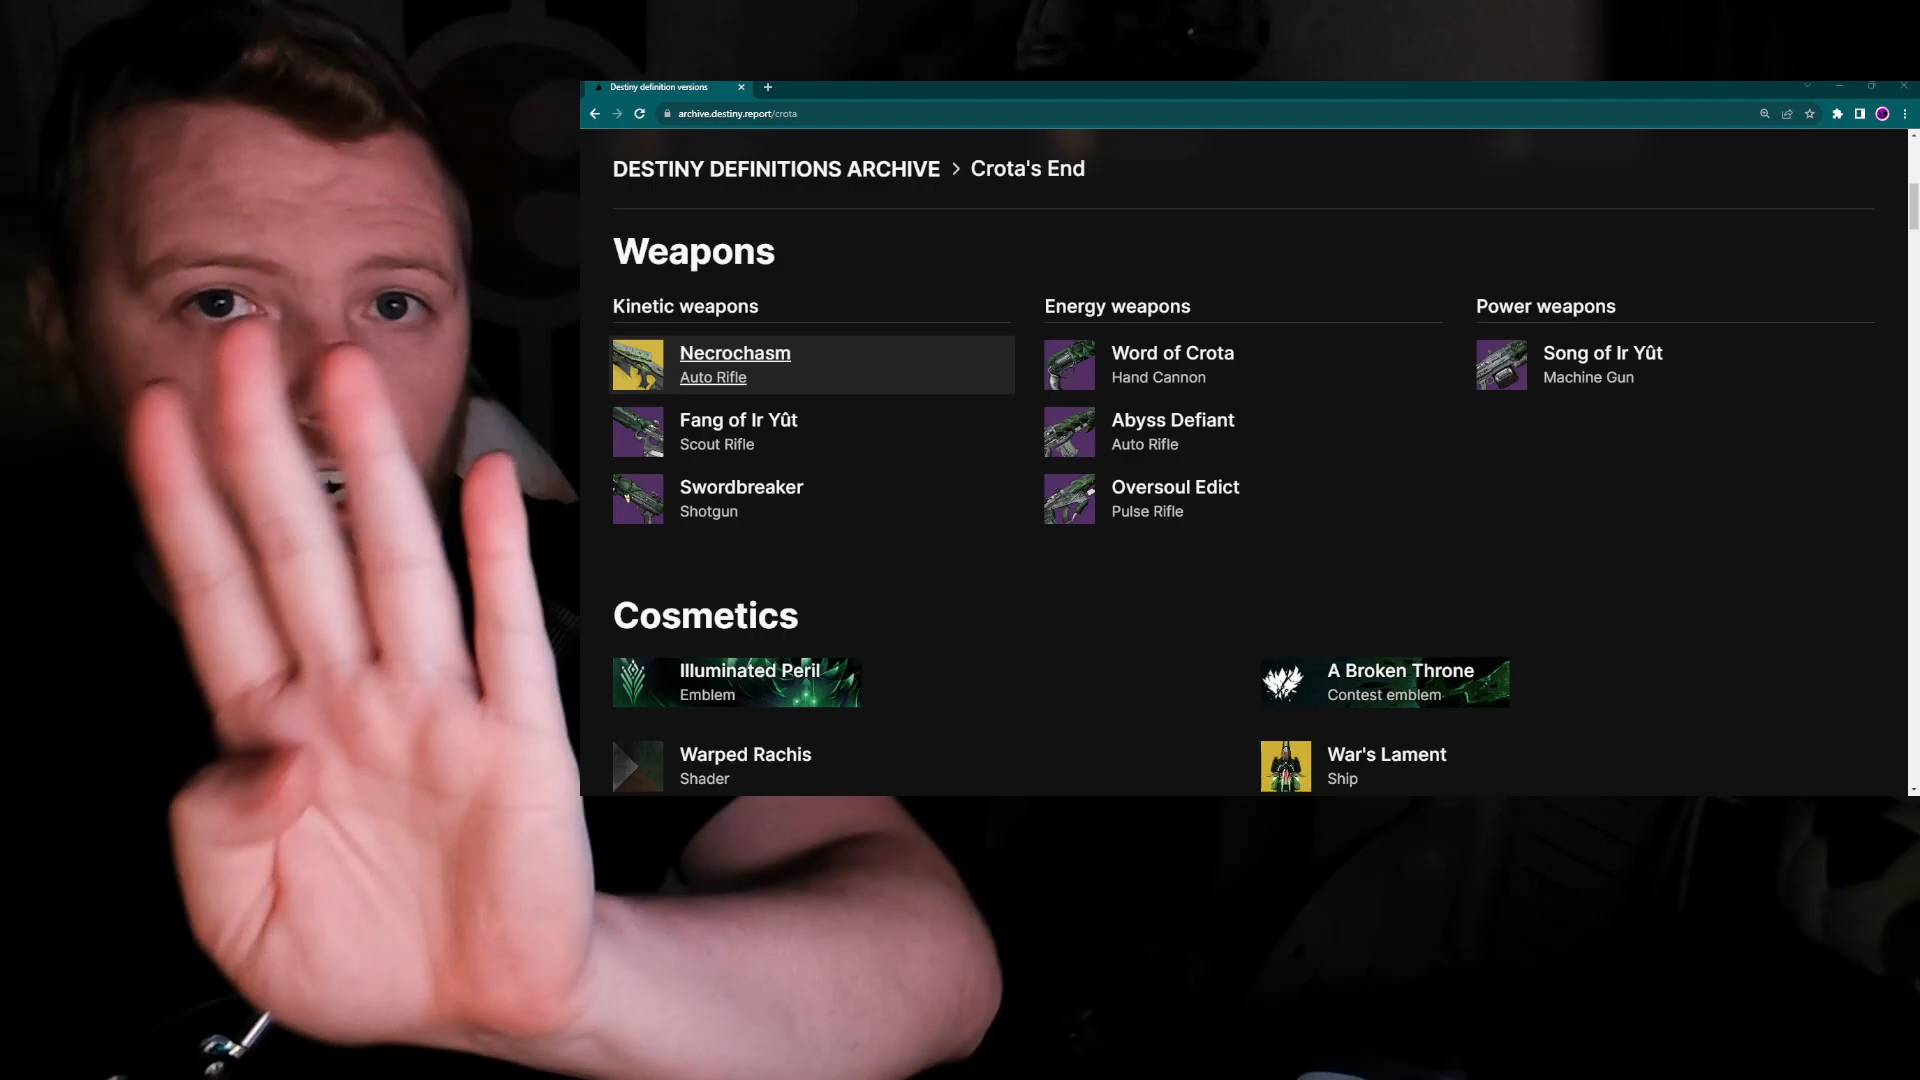 Destiny definition versions
archive.destiny.report/crota
DESTINY DEFINITIONS ARCHIVE > Crota's End
Weapons
Kinetic weapons
Necrochasm
Auto Rifle
Fang of Ir Yût
Scout Rifle
Swordbreaker
Shotgun
Energy weapons
Word of Crota
Hand Cannon
Abyss Defiant
Auto Rifle
Oversoul Edict
Pulse Rifle
Power weapons
Song of Ir Yût
Machine Gun
Cosmetics
Illuminated Peril
Emblem
A Broken Throne
Contest emblem
Warped Rachis
Shader
War's Lament
Ship